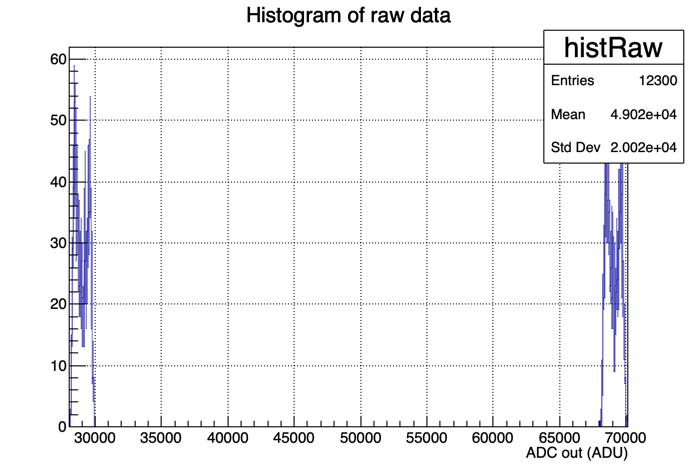 Histogram of raw data
histRaw
Entries 12300
Mean 4.902e+04
Std Dev 2.002e+04
60
50
40
30
20
10
0
30000 35000 40000 45000 50000 55000 60000 65000 70000
ADC out (ADU)